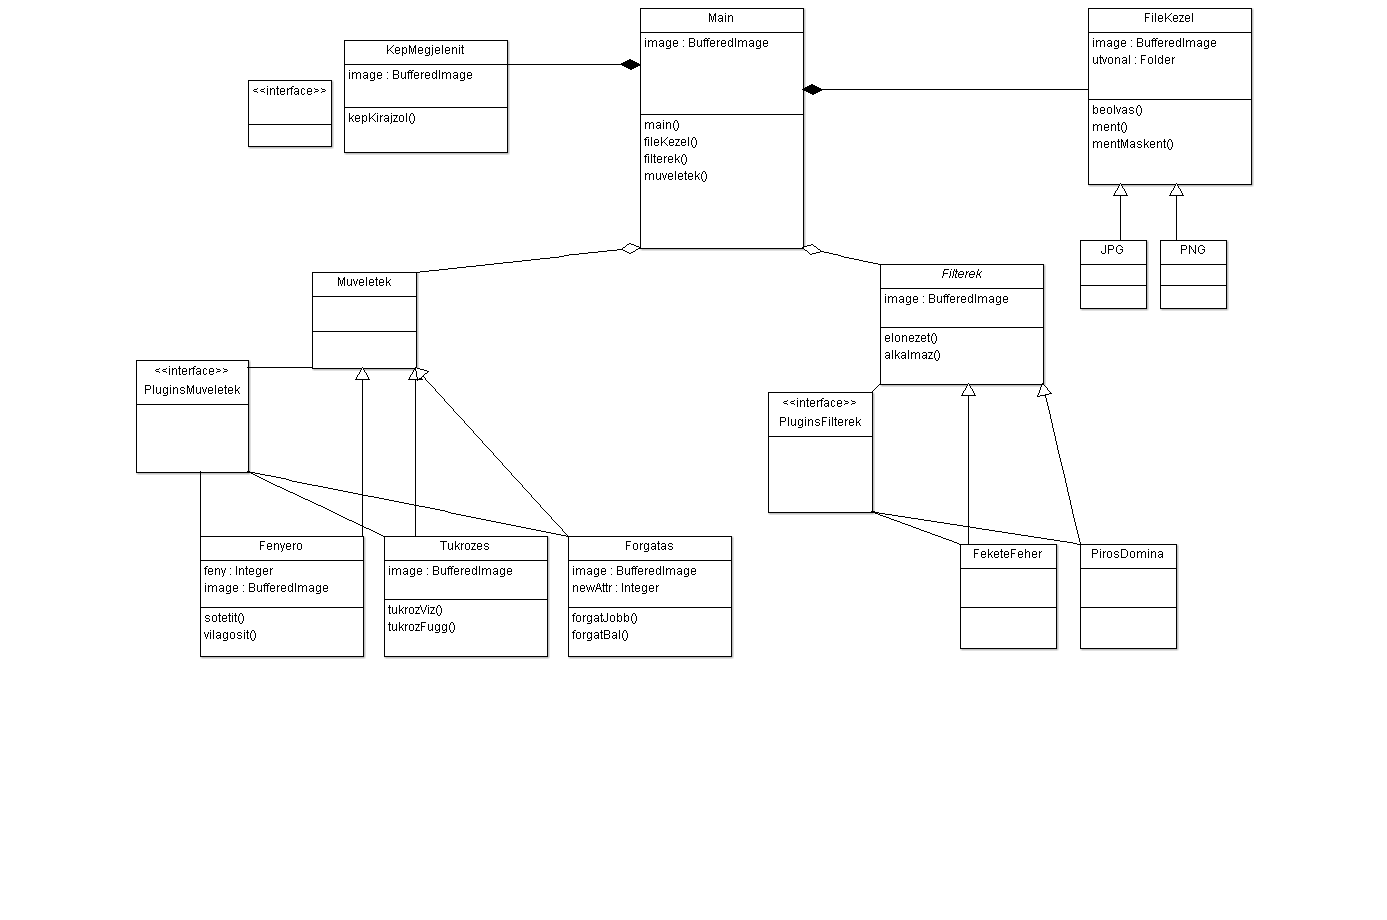 Main
image : BufferedImage
main()
fileKezel()
filterek()
muveletek()
FileKezel
image : BufferedImage
utvonal : Folder
beolvas()
ment()
mentMaskent()
KepMegjelenit
image : BufferedImage
kepKirajzol()
<<interface>>
JPG
PNG
Muveletek
Filterek
image : BufferedImage
elonezet()
alkalmaz()
<<interface>>
PluginsMuveletek
<<interface>>
PluginsFilterek
Fenyero
feny : Integer
image : BufferedImage
sotetit()
vilagosit()
Tukrozes
image : BufferedImage
tukrozViz()
tukrozFugg()
Forgatas
image : BufferedImage
newAttr : Integer
forgatJobb()
forgatBal()
FeketeFeher
PirosDomina